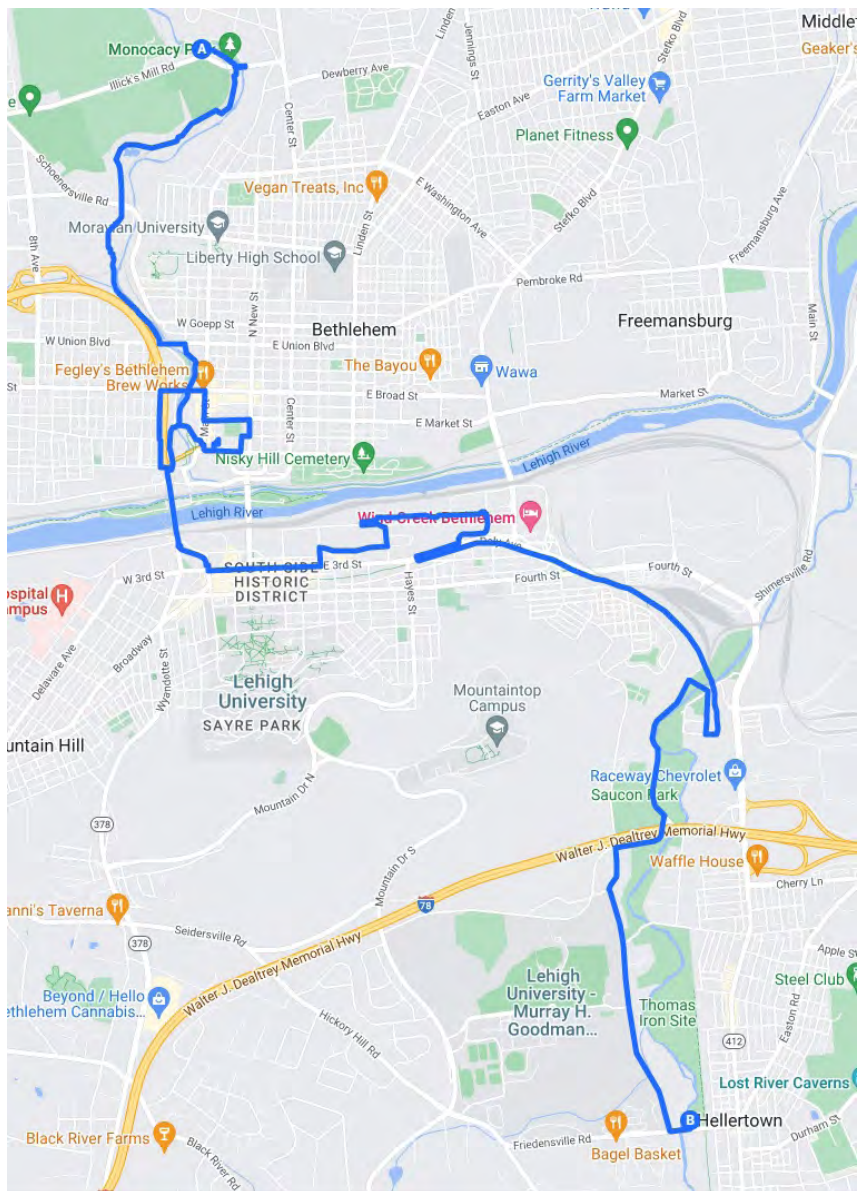 Middle
Geaker's
Monocacy P
A
Illick's Mill Rd
Dewberry Ave
Linden
Jennings St
Stefko Blvd
Gerrity's Valley
Farm Market
Easton Ave
Center St
Planet Fitness
Schoenersville Rd
Vegan Treats, Inc
E Washington Ave
Stefko Blvd
Freemansburg Ave
8th Ave
Moravian University
Liberty High School
Linden St
Pembroke Rd
Main St
N New St
W Goepp St
Bethlehem
Freemansburg
W Union Blvd
E Union Blvd
The Bayou
Wawa
Fegley's Bethlehem
Brew Works
E Broad St
Market St
Center St
E Market St
Nisky Hill Cemetery
Lehigh River
Lehigh River
Wind Creek Bethlehem
Daly Ave
Shimersville Rd
W 3rd St
SOUTH SIDE
HISTORIC
DISTRICT
E 3rd St
Hayes St
Fourth St
Fourth St
ospital
ampus
H
Broadway
Delaware Ave
Wyandotte St
Lehigh
University
SAYRE PARK
Mountaintop
Campus
untain Hill
Mountain Dr N
Raceway Chevrolet
Saucon Park
378
Mountain Dr S
Walter J. Dealtrey Memorial Hwy
Waffle House
Cherry Ln
anni's Taverna
78
378
Seidersville Rd
Walter J. Dealtrey Memorial Hwy
Apple St
Lehigh
University -
Murray H.
Goodman...
Steel Club
Beyond / Hello
ethlehem Cannabis...
Thomas
Iron Site
Easton Rd
Hickory Hill Rd
412
Lost River Caverns
B
Hellertown
Black River Farms
Friedensville Rd
Bagel Basket
Durham St
Black River Rd